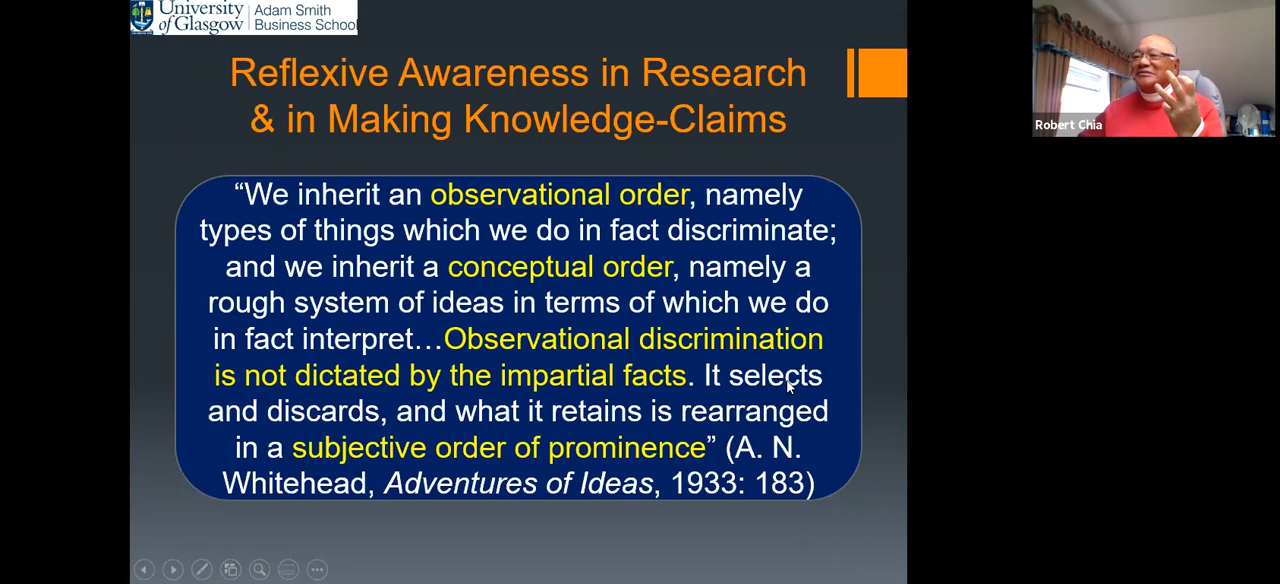 University of Glasgow
Adam Smith Business School
Reflexive Awareness in Research
& in Making Knowledge-Claims
“We inherit an observational order, namely
types of things which we do in fact discriminate;
and we inherit a conceptual order, namely a
rough system of ideas in terms of which we do
in fact interpret…Observational discrimination
is not dictated by the impartial facts. It selects
and discards, and what it retains is rearranged
in a subjective order of prominence” (A. N.
Whitehead, Adventures of Ideas, 1933: 183)
Robert Chia